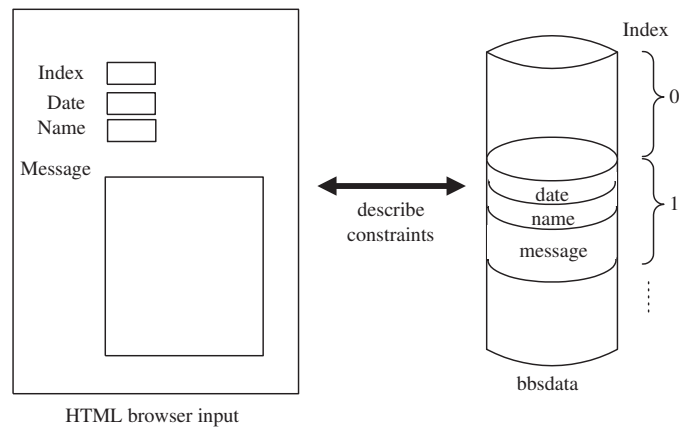 Index
Date
Name
Message
HTML browser input
describe
constraints
Index
0
date
name
message
1
bbsdata